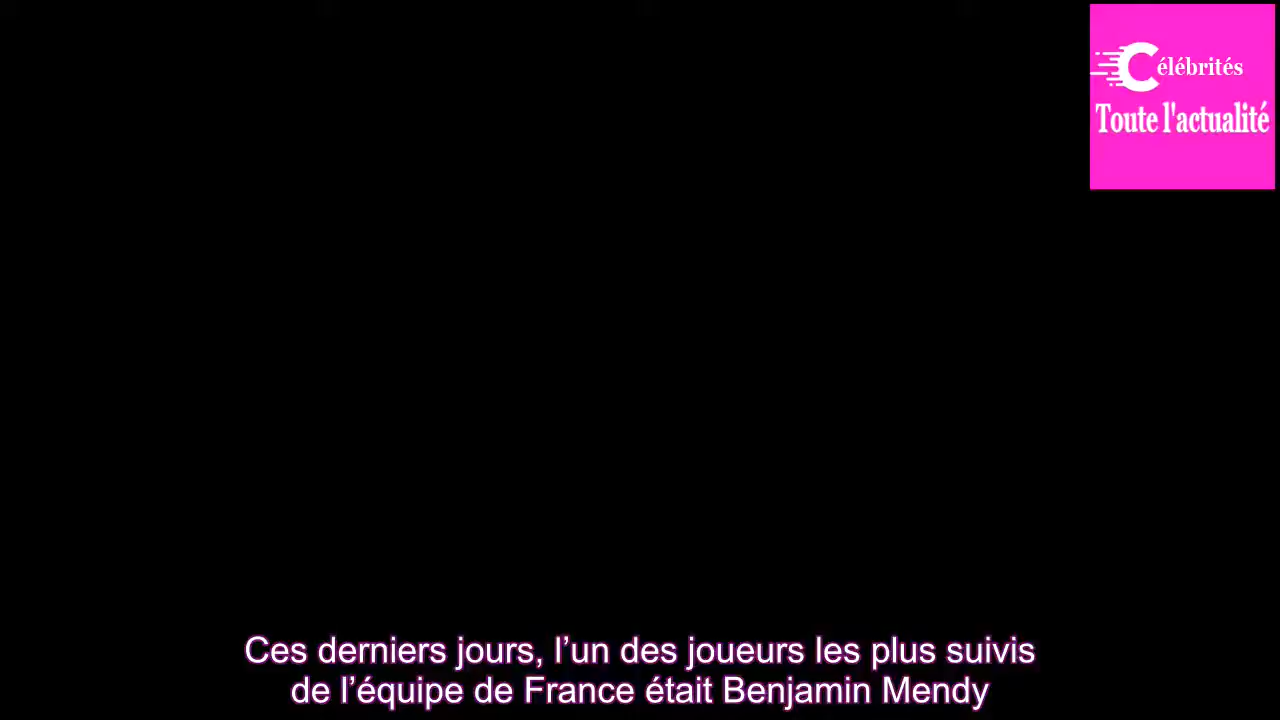 Célébrités
Toute l'actualité
Ces derniers jours, l’un des joueurs les plus suivis
de l’équipe de France était Benjamin Mendy